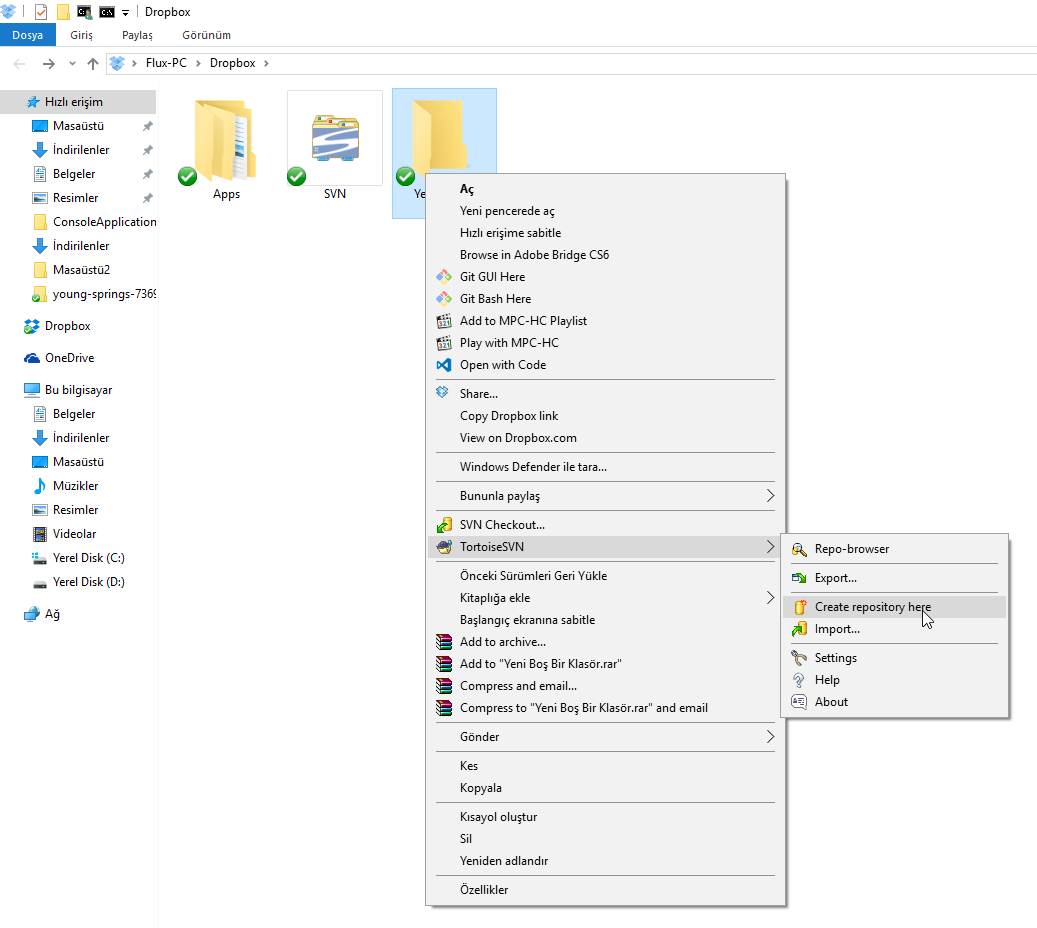 Dropbox
Dosya Giriş Paylaş Görünüm
Flux-PC Dropbox
Hızlı erişim
Masaüstü
İndirilenler
Belgeler
Resimler
ConsoleApplication
İndirilenler
Masaüstü2
young-springs-7369
Dropbox
OneDrive
Bu bilgisayar
Belgeler
İndirilenler
Masaüstü
Müzikler
Resimler
Videolar
Yerel Disk (C:)
Yerel Disk (D:)
Ağ
Apps
SVN
Ye
Aç
Yeni pencerede aç
Hızlı erişime sabitle
Browse in Adobe Bridge CS6
Git GUI Here
Git Bash Here
Add to MPC-HC Playlist
Play with MPC-HC
Open with Code
Share...
Copy Dropbox link
View on Dropbox.com
Windows Defender ile tara...
Bununla paylaş
SVN Checkout...
TortoiseSVN
Önceki Sürümleri Geri Yükle
Kitaplığa ekle
Başlangıç ekranına sabitle
Add to archive...
Add to "Yeni Boş Bir Klasör.rar"
Compress and email...
Compress to "Yeni Boş Bir Klasör.rar" and email
Gönder
Kes
Kopyala
Kısayol oluştur
Sil
Yeniden adlandır
Özellikler
Repo-browser
Export...
Create repository here
Import...
Settings
Help
About